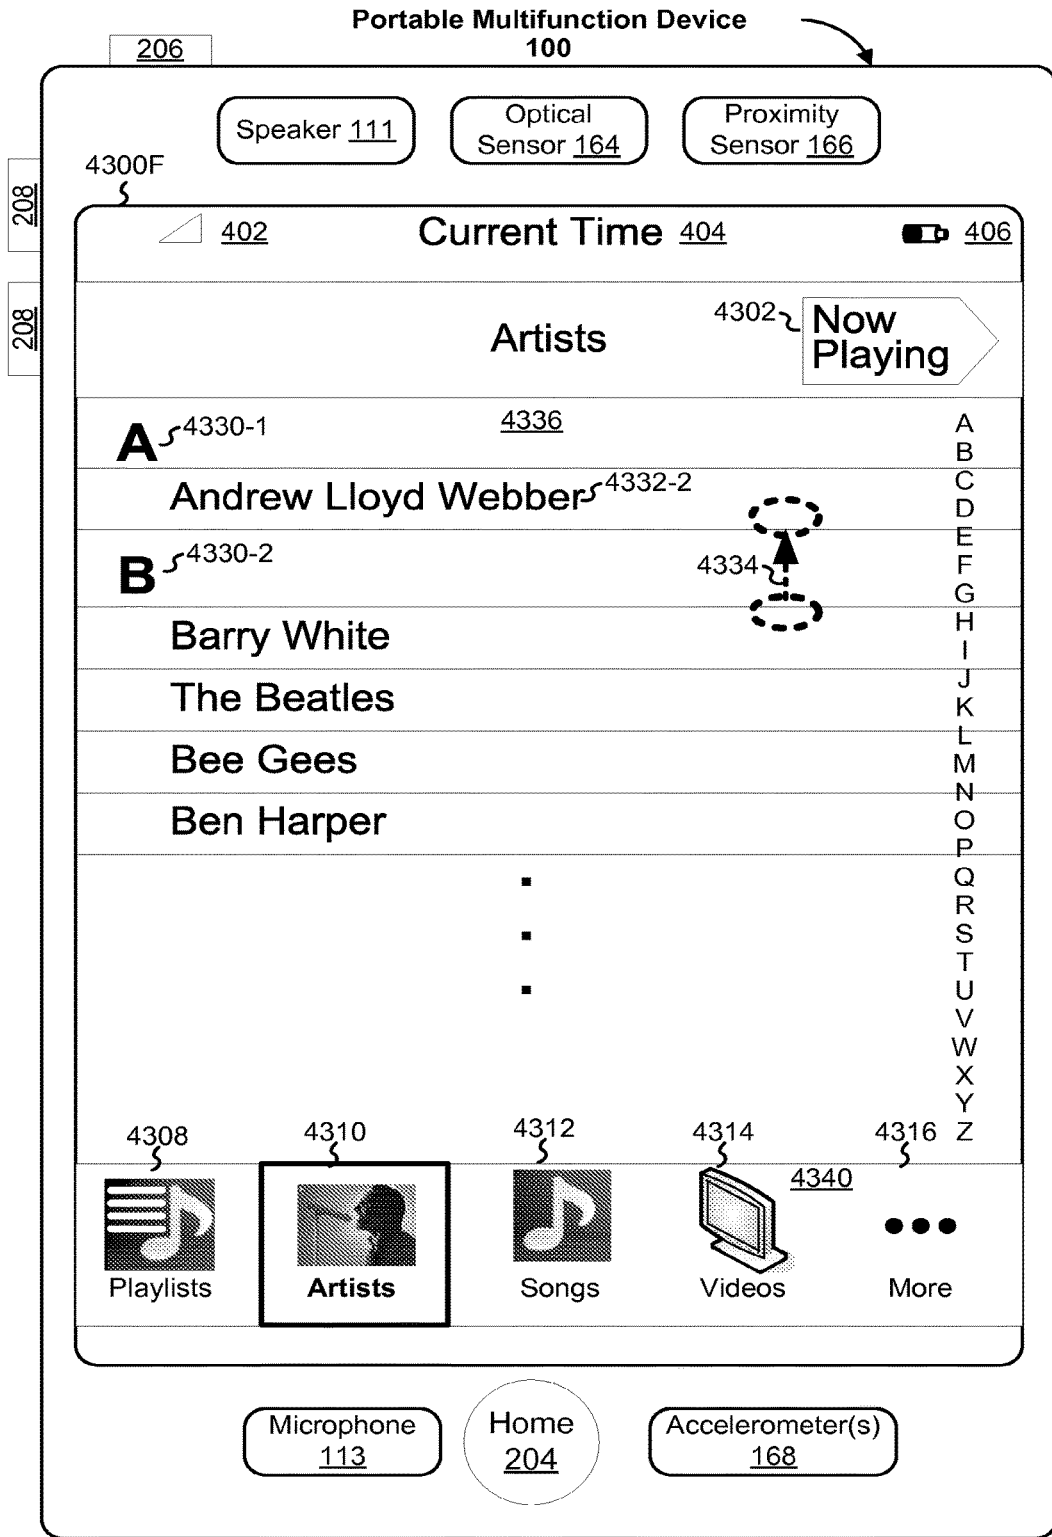 Portable Multifunction Device
100
206
Speaker 111
Optical
Sensor 164
Proximity
Sensor 166
208
208
4300F
402
Current Time 404
406
Artists
4302
Now
Playing
A
4330-1
4336
Andrew Lloyd Webber
4332-2
B
4330-2
4334
Barry White
The Beatles
Bee Gees
Ben Harper
A
B
C
D
E
F
G
H
I
J
K
L
M
N
O
P
Q
R
S
T
U
V
W
X
Y
Z
4308
4310
4312
4314
4316
4340
Playlists
Artists
Songs
Videos
More
Microphone
113
Home
204
Accelerometer(s)
168